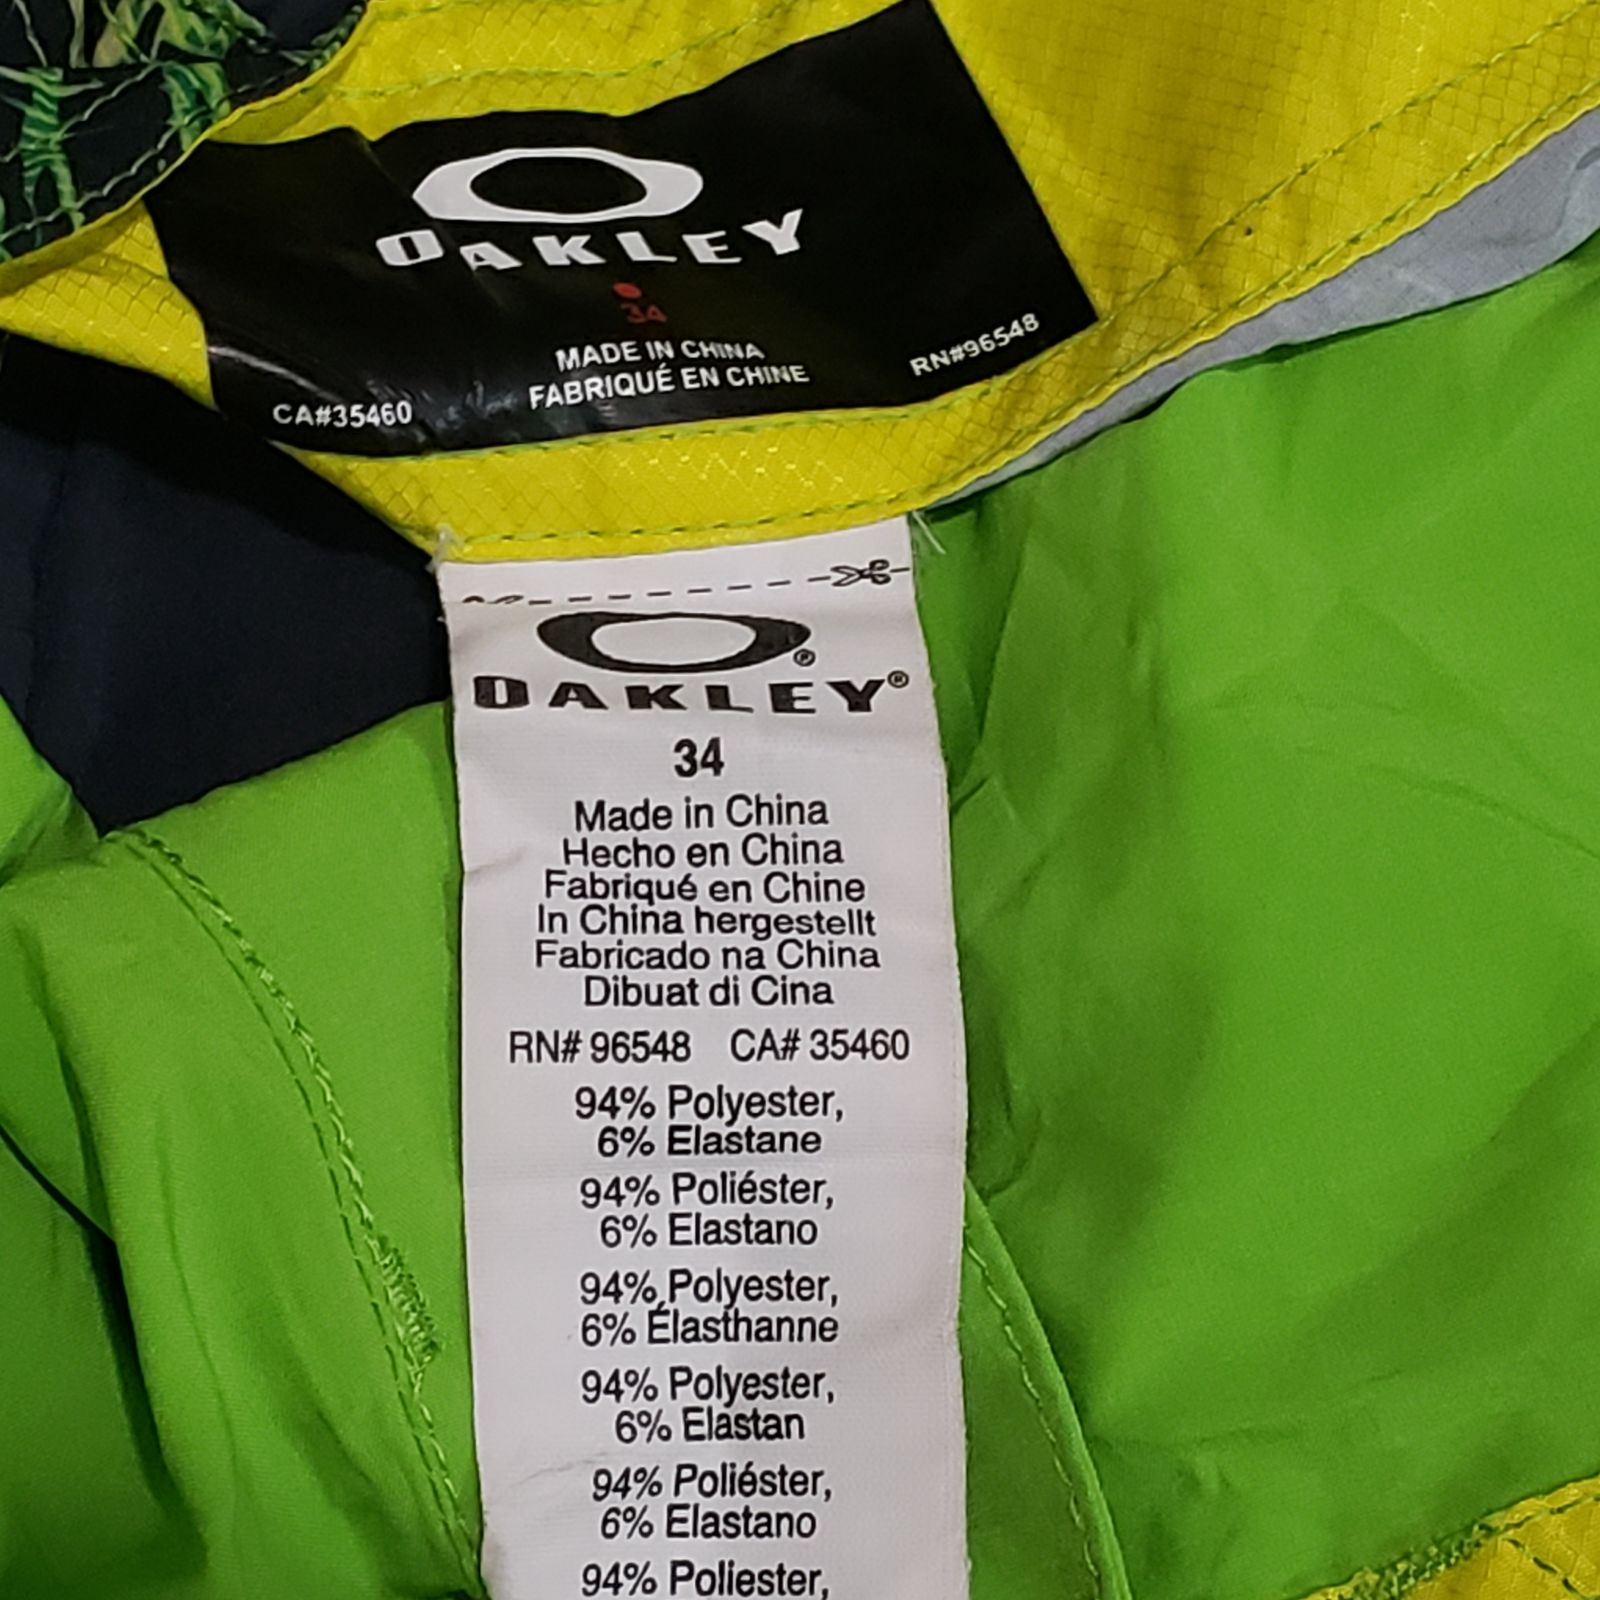 OAKLEY
34
MADE IN CHINA
FABRIQUÉ EN CHINE
CA#35460
RN#96548
OAKLEY®
34
Made in China
Hecho en China
Fabriqué en Chine
In China hergestellt
Fabricado na China
Dibuat di Cina
RN# 96548 CA# 35460
94% Polyester,
6% Elastane
94% Poliéster,
6% Elastano
94% Polyester,
6% Élasthanne
94% Polyester,
6% Elastan
94% Poliéster,
6% Elastano
94% Poliester,